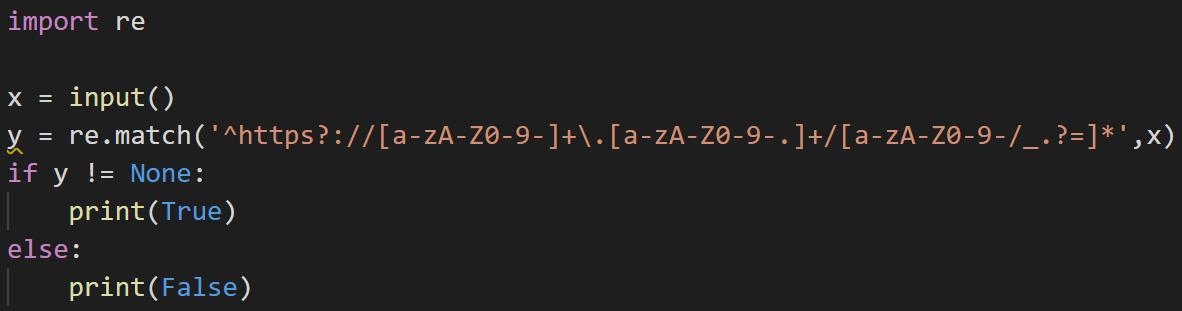 import re
x = input()
y = re.match('^https?://[a-zA-Z0-9-]+\.[a-zA-Z0-9-.]+/[a-zA-Z0-9-/_.?=]*',x)
if y != None:
    print(True)
else:
    print(False)